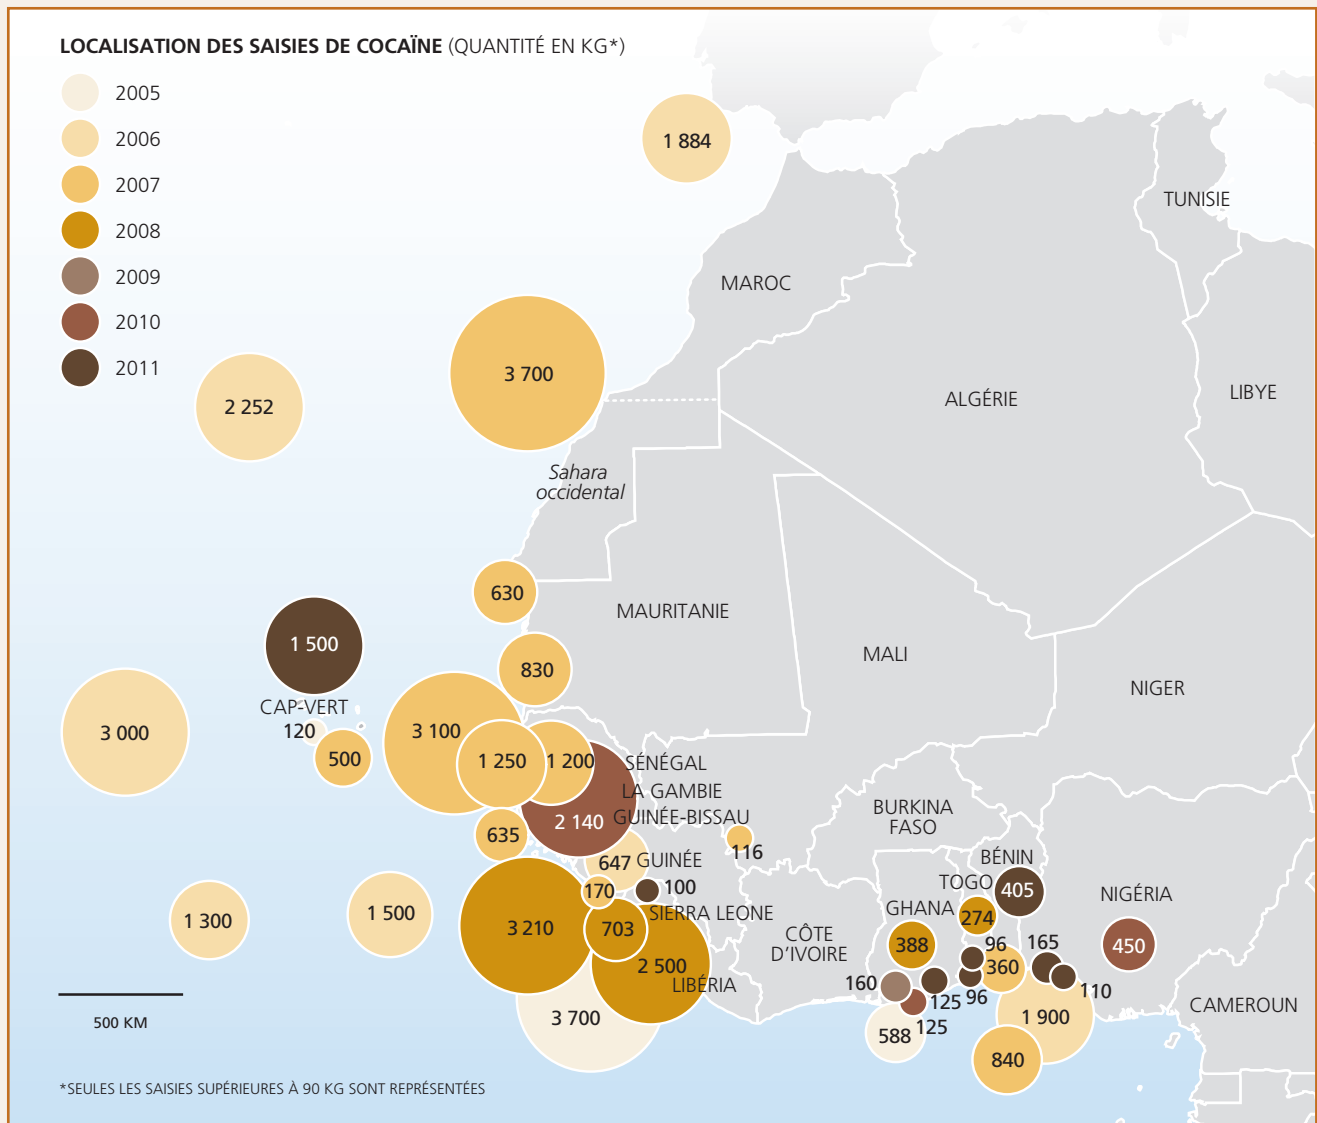 LOCALISATION DES SAISIES DE COCAÏNE (QUANTITÉ EN KG*)
2005
2006
2007
2008
2009
2010
2011
1 884
TUNISIE
MAROC
3 700
2 252
ALGÉRIE
LIBYE
Sahara
occidental
630
MAURITANIE
1 500
830
MALI
NIGER
CAP-VERT
120
500
3 000
3 100
1 250
1 200
SÉNÉGAL
LA GAMBIE
GUINÉE-BISSAU
2 140
635
BURKINA
FASO
116
647
GUINÉE
BÉNIN
TOGO
405
170
100
NIGÉRIA
1 300
1 500
SIERRA LEONE
GHANA
274
3 210
703
CÔTE
D'IVOIRE
388
96
165
450
2 500
LIBÉRIA
360
160
125
96
110
CAMEROUN
3 700
588
125
1 900
840
500 KM
*SEULES LES SAISIES SUPÉRIEURES À 90 KG SONT REPRÉSENTÉES